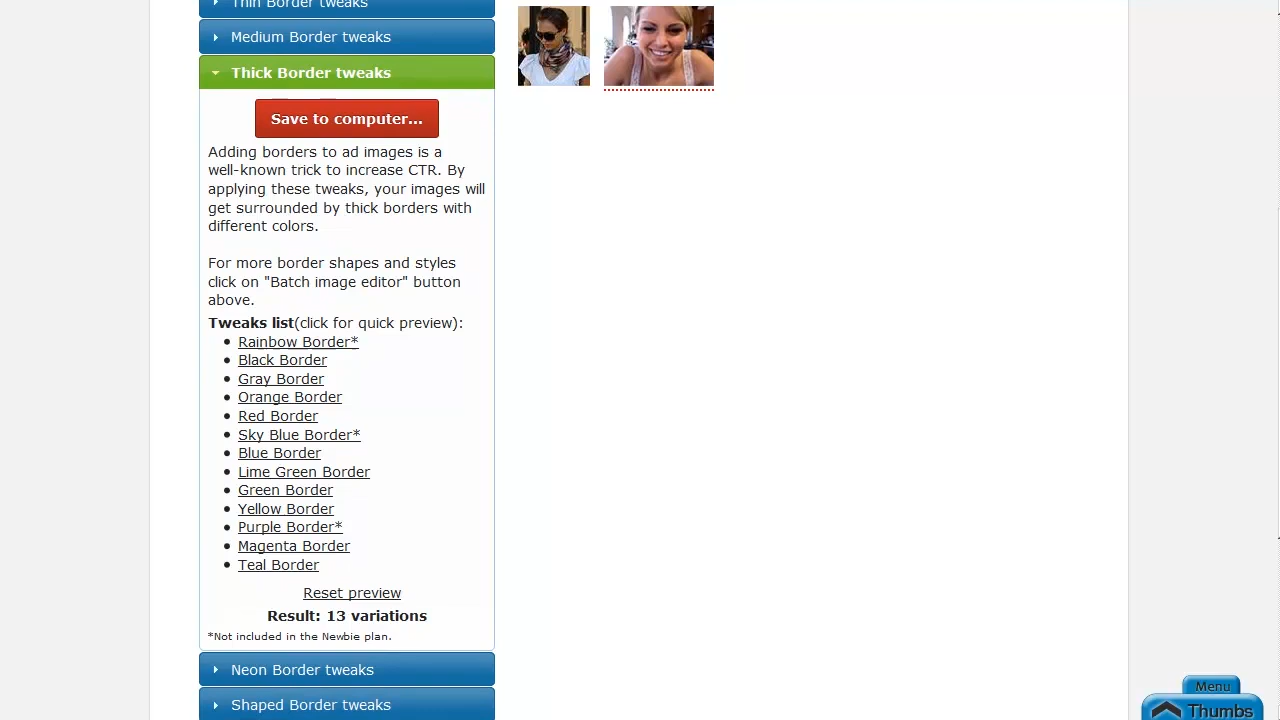 Thin Border tweaks
Medium Border tweaks
Thick Border tweaks
Save to computer...
Adding borders to ad images is a
well-known trick to increase CTR. By
applying these tweaks, your images will
get surrounded by thick borders with
different colors.
For more border shapes and styles
click on "Batch image editor" button
above.
Tweaks list(click for quick preview):
Rainbow Border*
Black Border
Gray Border
Orange Border
Red Border
Sky Blue Border*
Blue Border
Lime Green Border
Green Border
Yellow Border
Purple Border*
Magenta Border
Teal Border
Reset preview
Result: 13 variations
*Not included in the Newbie plan.
Neon Border tweaks
Shaped Border tweaks
Menu
Thumbs